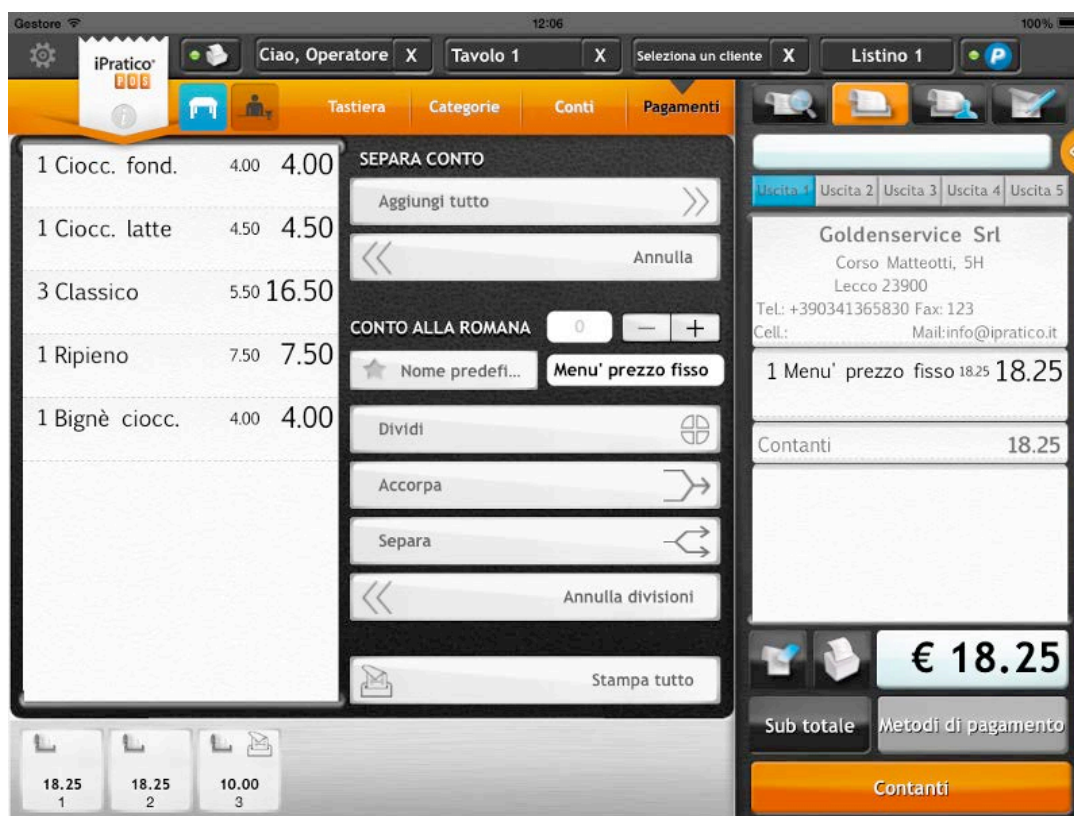 Gestore 12:06 100%
iPratico POS
Ciao, Operatore X Tavolo 1 X Seleziona un cliente X Listino 1 P
Tastiera Categorie Conti Pagamenti
1 Ciocc. fond. 4.00 4.00
1 Ciocc. latte 4.50 4.50
3 Classico 5.50 16.50
1 Ripieno 7.50 7.50
1 Bignè ciocc. 4.00 4.00
SEPARA CONTO
Aggiungi tutto
Annulla
CONTO ALLA ROMANA 0 — +
Nome predefi... Menu' prezzo fisso
Dividi
Accorpa
Separa
Annulla divisioni
Stampa tutto
Uscita 1 Uscita 2 Uscita 3 Uscita 4 Uscita 5
Goldenservice Srl
Corso Matteotti, 5H
Lecco 23900
Tel.: +390341365830 Fax: 123
Cell.: Mail:info@ipratico.it
1 Menu' prezzo fisso 18.25 18.25
Contanti 18.25
€ 18.25
Sub totale Metodi di pagamento
Contanti
18.25 18.25 10.00
1 2 3